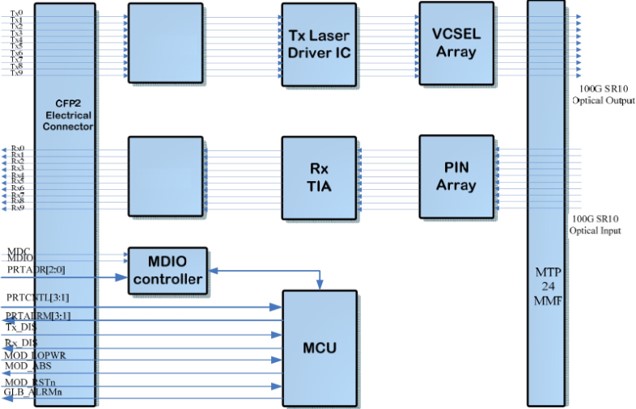 Tx0
Tx1
Tx2
Tx3
Tx4
Tx5
Tx6
Tx7
Tx8
Tx9
CFP2
Electrical
Connector
Tx Laser
Driver IC
VCSEL
Array
100G SR10
Optical Output
Rx0
Rx1
Rx2
Rx3
Rx4
Rx5
Rx6
Rx7
Rx8
Rx9
Rx
TIA
PIN
Array
100G SR10
Optical Input
MDC
MDIO
PRTADR[2:0]
MDIO
controller
MTP
24
MMF
PRTCNTL[3:1]
PRTALRM[3:1]
Tx_DIS
Rx_DIS
MOD_LOPWR
MOD_ABS
MOD_RSTn
GLB_ALRMn
MCU